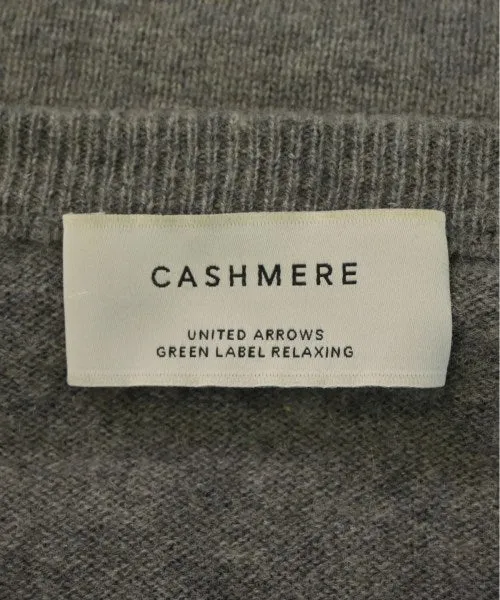 CASHMERE
UNITED ARROWS
GREEN LABEL RELAXING